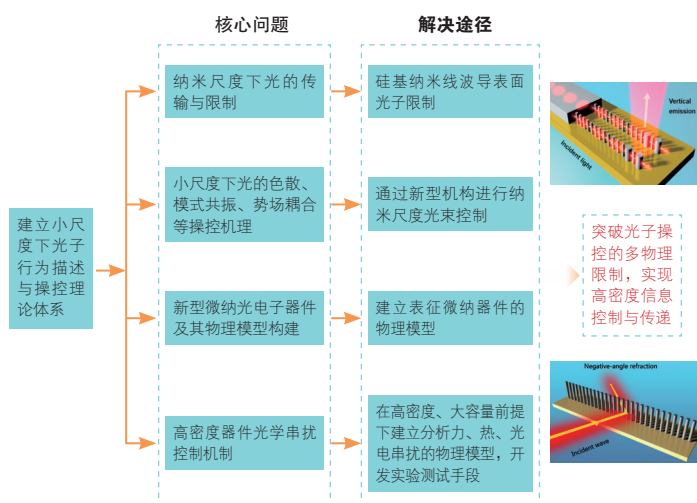 核心问题
解决途径
纳米尺度下光的传
输与限制
硅基纳米线波导表面
光子限制
Vertical
emission
Incident light
小尺度下光的色散、
模式共振、势场耦合
等操控机理
通过新型机构进行纳
米尺度光束控制
建立小尺
度下光子
行为描述
与操控理
论体系
突破光子操
控的多物理
限制，实现
高密度信息
控制与传递
新型微纳光电子器件
及其物理模型构建
建立表征微纳器件的
物理模型
Negative-angle refraction
Incident wave
高密度器件光学串扰
控制机制
在高密度、大容量前提
下建立分析力、热、光
电串扰的物理模型，开
发实验测试手段